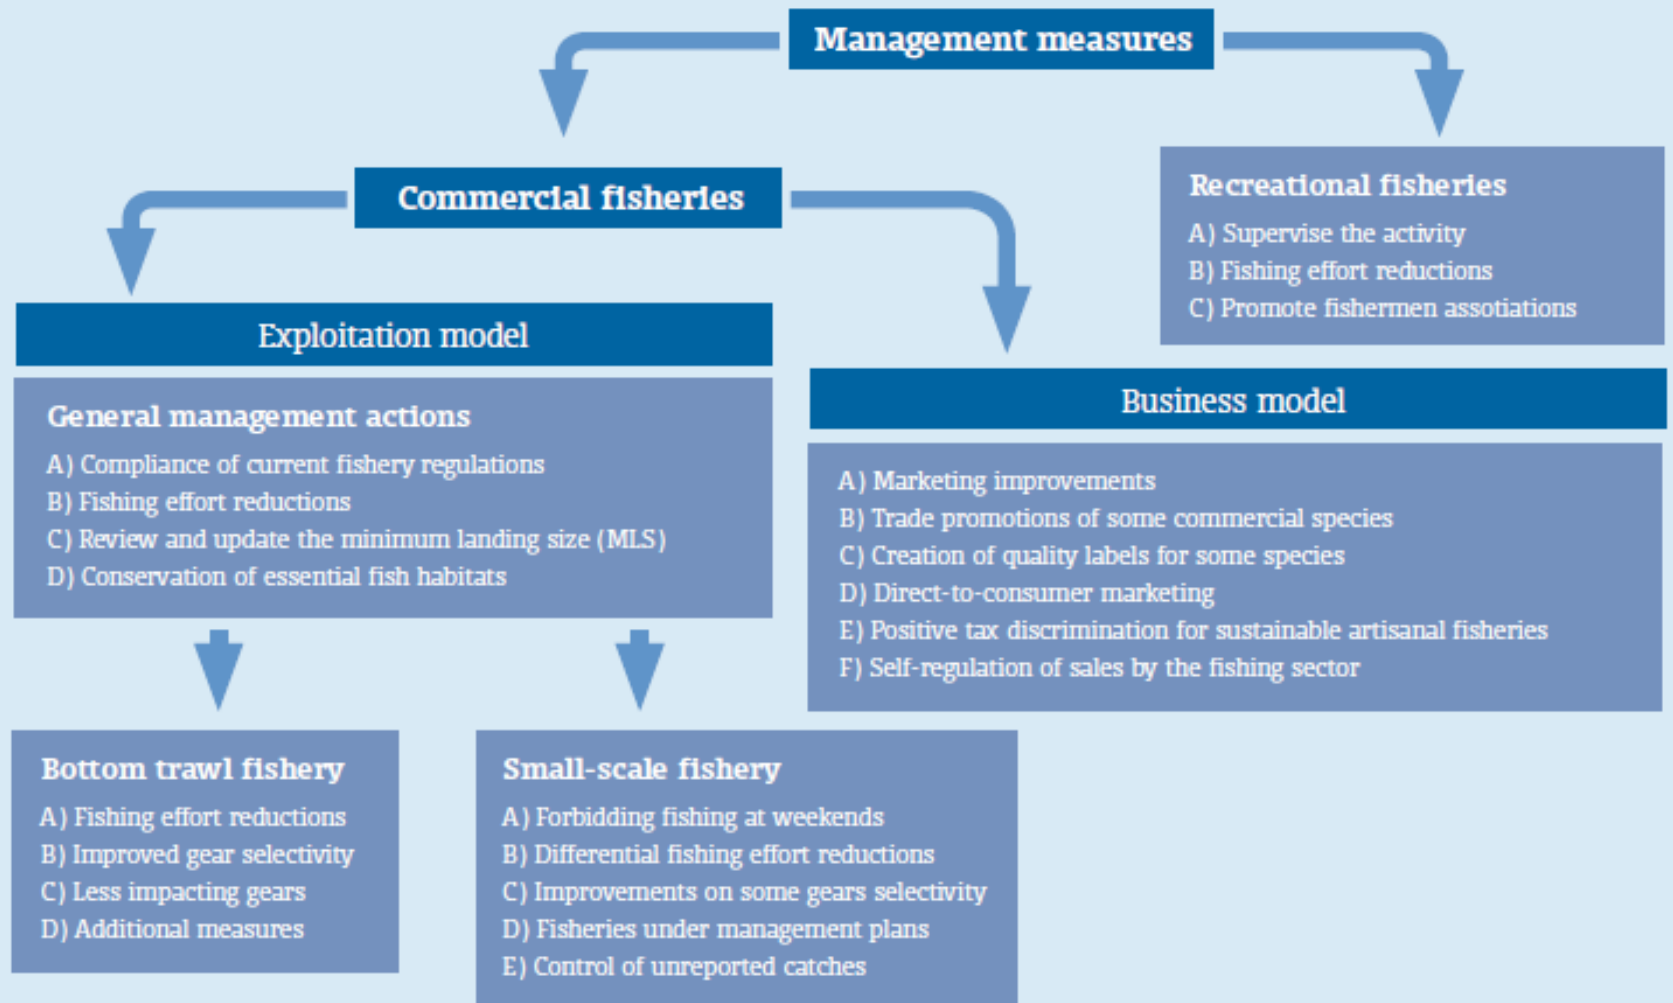 Management measures
Commercial fisheries
Recreational fisheries
A) Supervise the activity
B) Fishing effort reductions
C) Promote fishermen assotiations
Exploitation model
General management actions
A) Compliance of current fishery regulations
B) Fishing effort reductions
C) Review and update the minimum landing size (MLS)
D) Conservation of essential fish habitats
Business model
A) Marketing improvements
B) Trade promotions of some commercial species
C) Creation of quality labels for some species
D) Direct-to-consumer marketing
E) Positive tax discrimination for sustainable artisanal fisheries
F) Self-regulation of sales by the fishing sector
Bottom trawl fishery
A) Fishing effort reductions
B) Improved gear selectivity
C) Less impacting gears
D) Additional measures
Small-scale fishery
A) Forbidding fishing at weekends
B) Differential fishing effort reductions
C) Improvements on some gears selectivity
D) Fisheries under management plans
E) Control of unreported catches